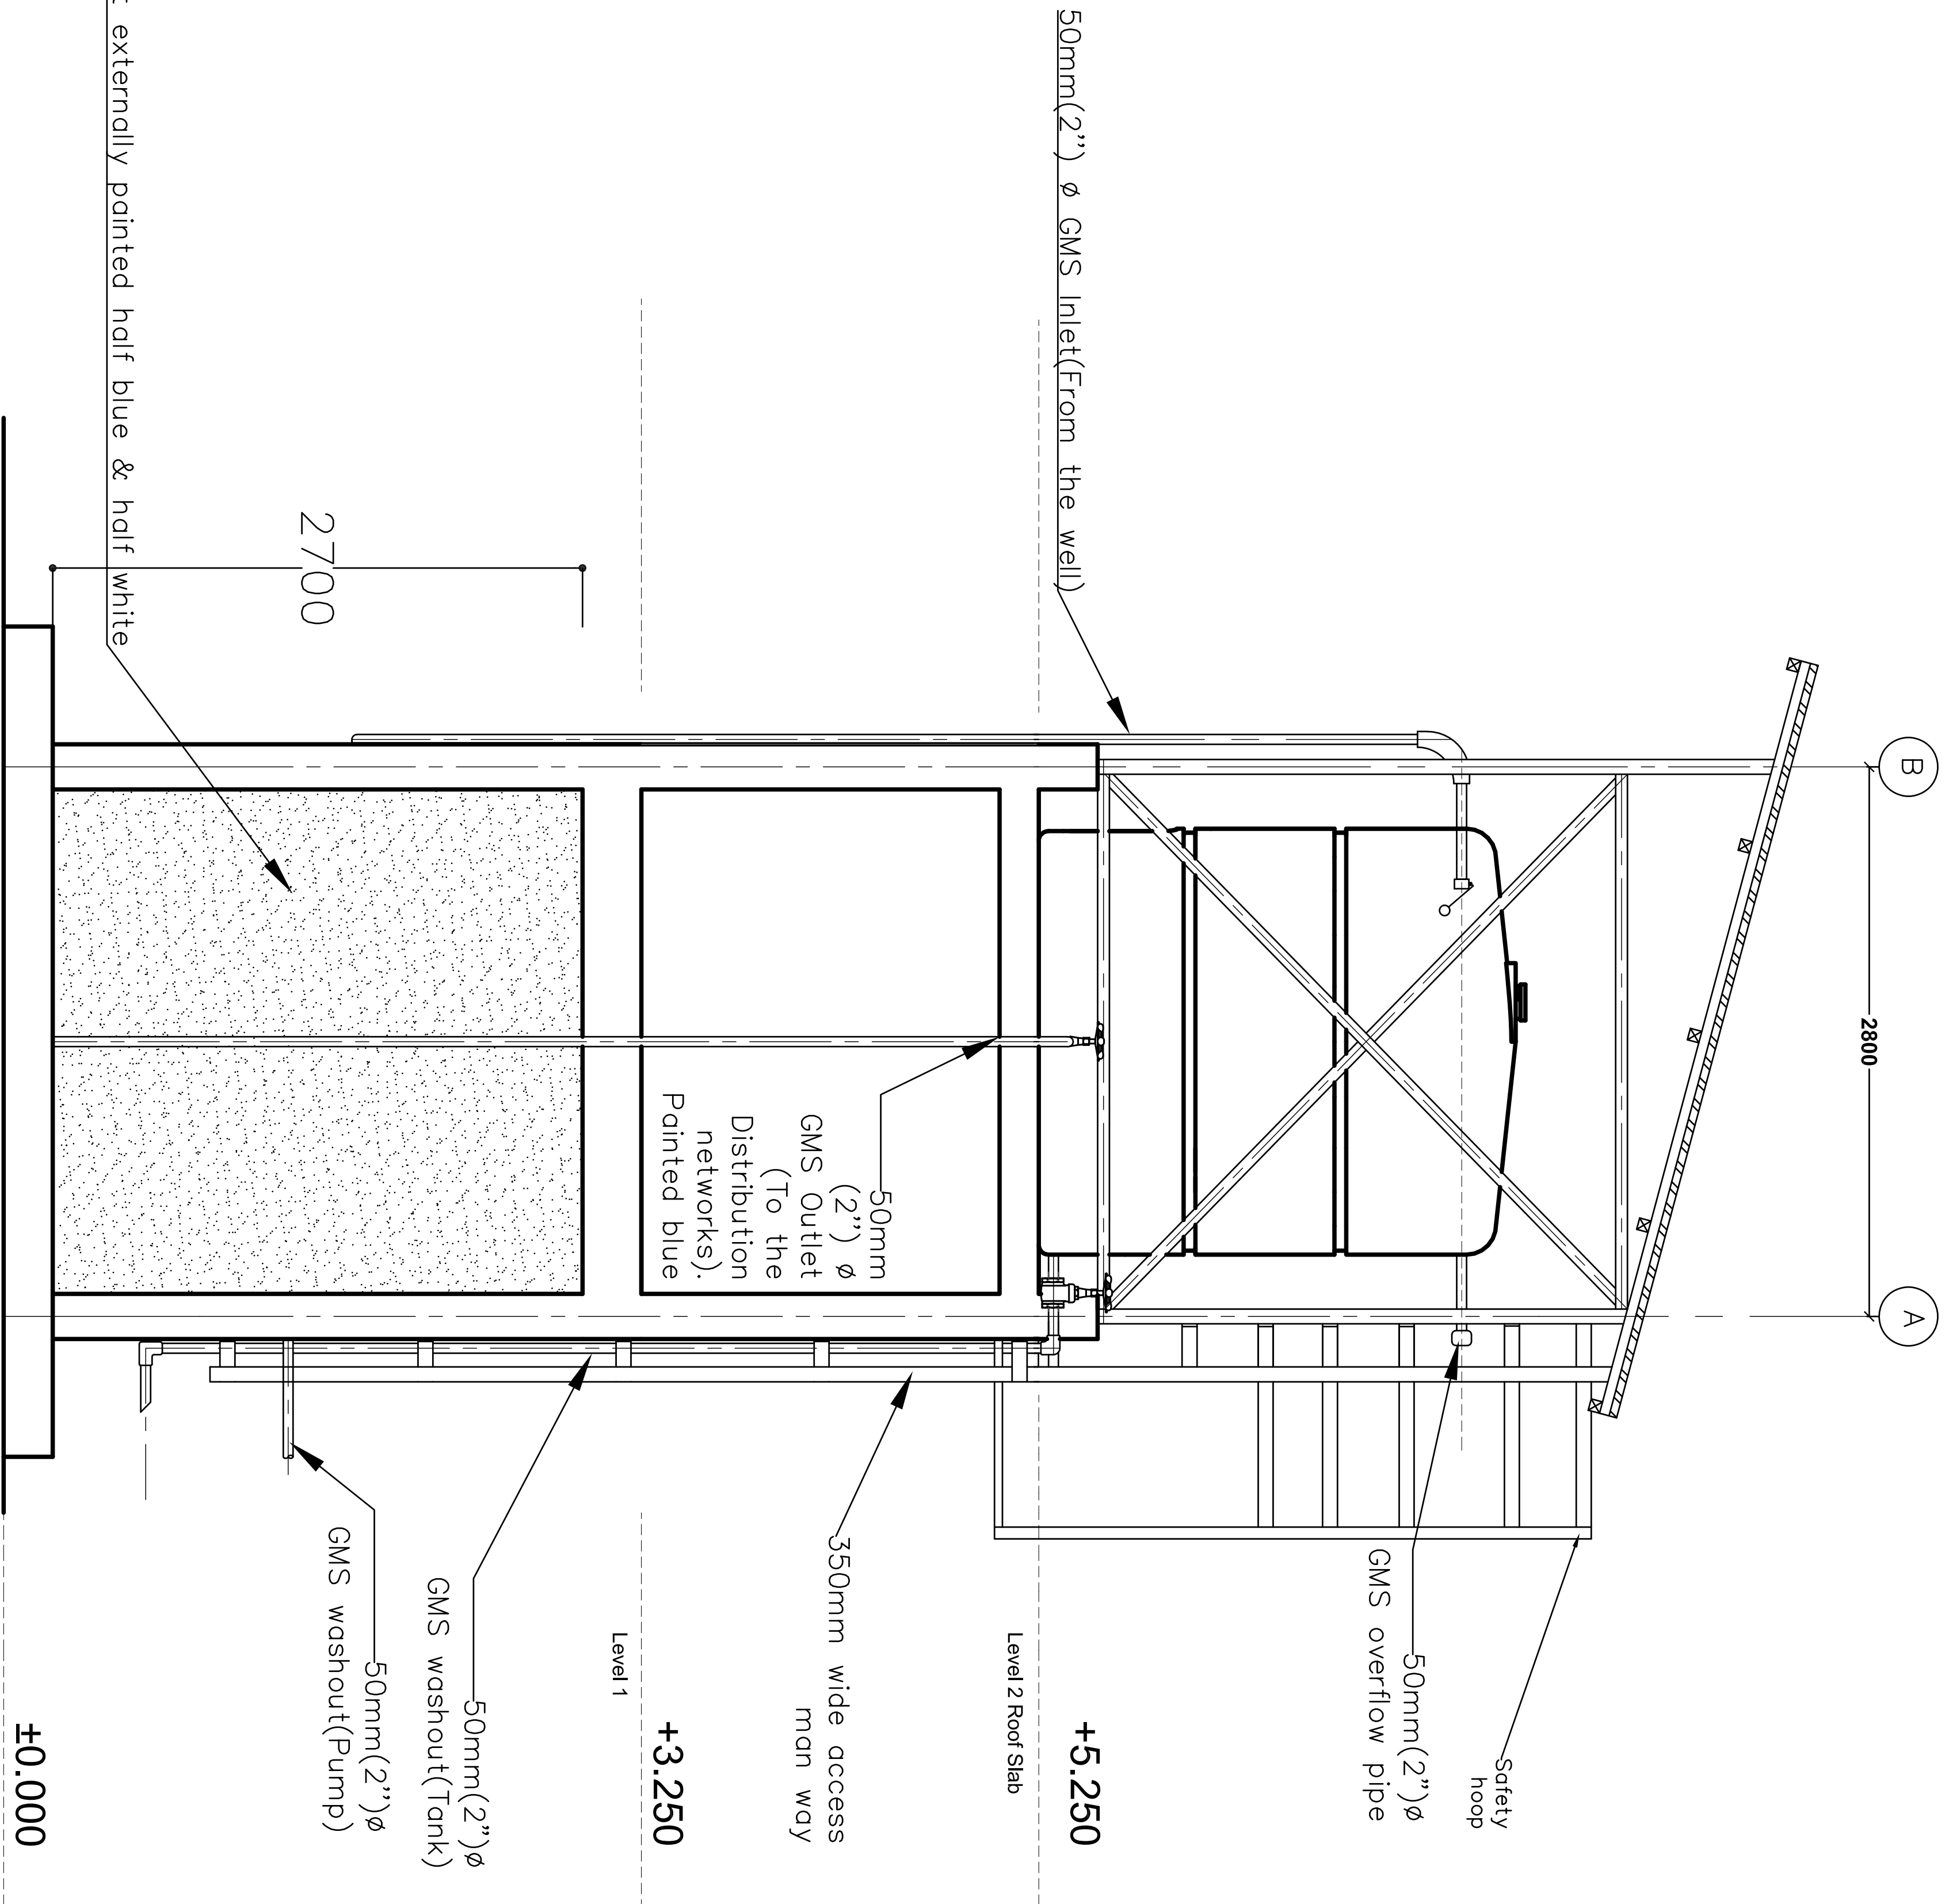 B
A
2800
Safety
hoop
50mm(2")ø
GMS overflow pipe
50mm(2") ø GMS Inlet(From the well)
+5.250
Level 2 Roof Slab
50mm
(2") ø
GMS Outlet
(To the
Distribution
networks).
Painted blue
350mm wide access
man way
+3.250
Level 1
50mm(2")ø
GMS washout(Tank)
2700
50mm(2")ø
GMS washout(Pump)
externally painted half blue & half white
±0.000